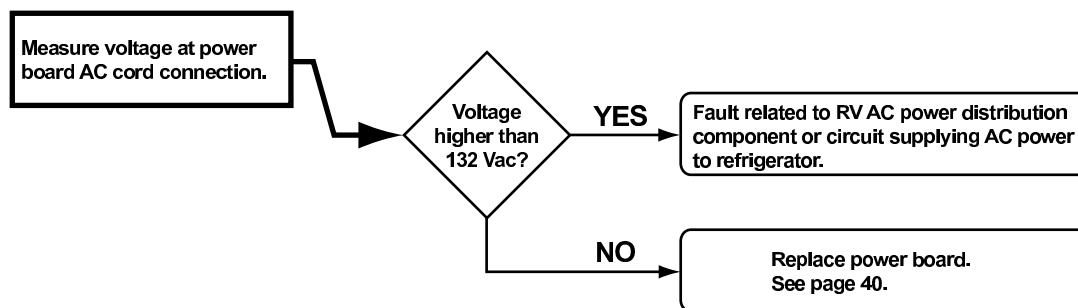 Measure voltage at power
board AC cord connection.
Voltage
higher than
132 Vac?
YES
Fault related to RV AC power distribution
component or circuit supplying AC power
to refrigerator.
NO
Replace power board.
See page 40.